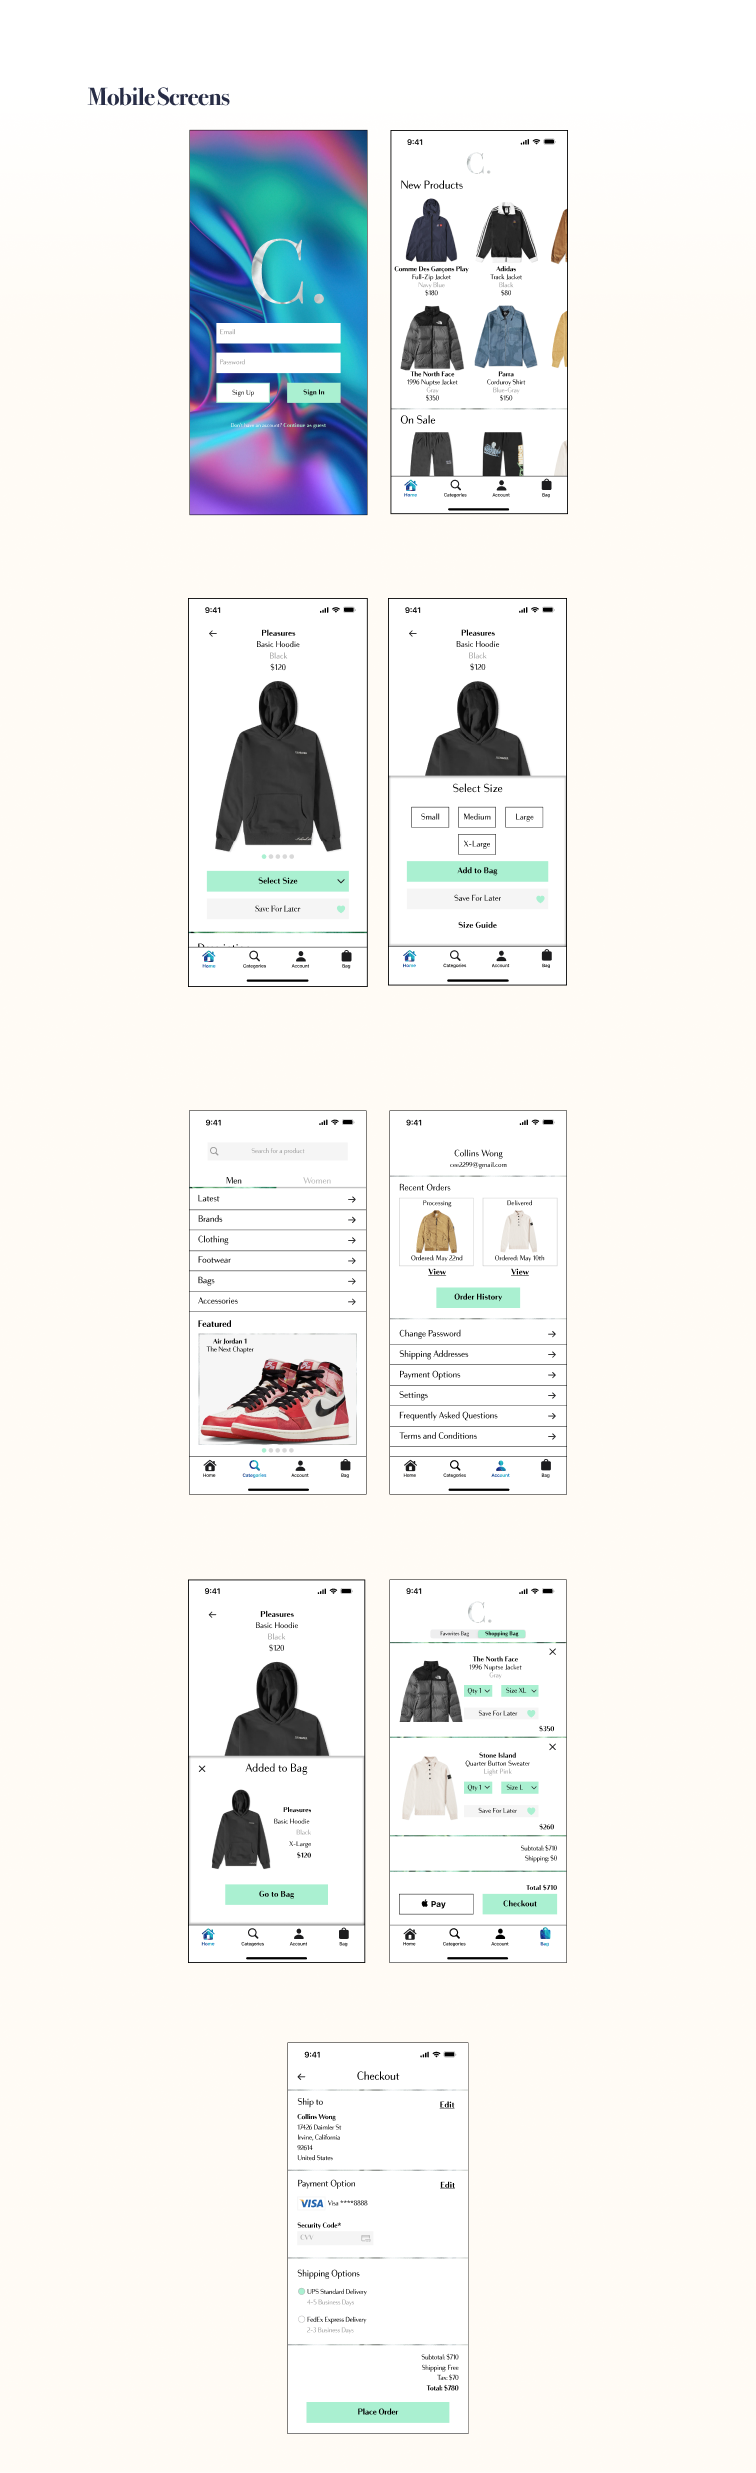 Mobile Screens
C.
Email
Password
Sign Up
Sign In
Don't have an account? Continue as guest
9:41
C.
New Products
Comme Des Garçons Play
Full-Zip Jacket
Navy Blue
$180
Adidas
Track Jacket
Black
$80
The North Face
1996 Nuptse Jacket
Gray
$350
Parra
Corduroy Shirt
Blue-Gray
$150
On Sale
Home
Categories
Account
Bag
9:41
Pleasures
Basic Hoodie
Black
$120
Select Size
Save For Later
Description
Home
Categories
Account
Bag
9:41
Pleasures
Basic Hoodie
Black
$120
Select Size
Small
Medium
Large
X-Large
Add to Bag
Save For Later
Size Guide
Home
Categories
Account
Bag
9:41
Search for a product
Men
Women
Latest
Brands
Clothing
Footwear
Bags
Accessories
Featured
Air Jordan 1
The Next Chapter
Home
Categories
Account
Bag
9:41
Collins Wong
cee2299@gmail.com
Recent Orders
Processing
Ordered: May 22nd
View
Delivered
Ordered: May 10th
View
Order History
Change Password
Shipping Addresses
Payment Options
Settings
Frequently Asked Questions
Terms and Conditions
Home
Categories
Account
Bag
9:41
Pleasures
Basic Hoodie
Black
$120
Added to Bag
Pleasures
Basic Hoodie
Black
X-Large
$120
Go to Bag
Home
Categories
Account
Bag
9:41
C.
Favorites Bag
Shopping Bag
The North Face
1996 Nuptse Jacket
Gray
Qty 1
Size XL
Save For Later
$350
Stone Island
Quarter Button Sweater
Light Pink
Qty 1
Size L
Save For Later
$260
Subtotal: $710
Shipping: $0
Total $710
Pay
Checkout
Home
Categories
Account
Bag
9:41
Checkout
Ship to
Edit
Collins Wong
17426 Daimler St
Irvine, California
92614
United States
Payment Option
Edit
VISA Visa ****8888
Security Code*
CVV
Shipping Options
UPS Standard Delivery
4-5 Business Days
FedEx Express Delivery
2-3 Business Days
Subtotal: $710
Shipping: Free
Tax: $70
Total: $780
Place Order